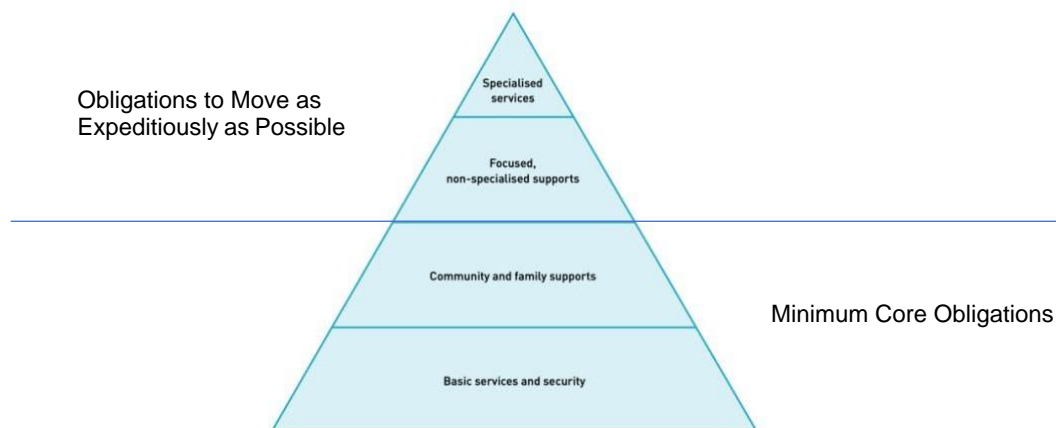 Specialised
services
Obligations to Move as
Expeditiously as Possible
Focused,
non-specialised supports
Community and family supports
Minimum Core Obligations
Basic services and security